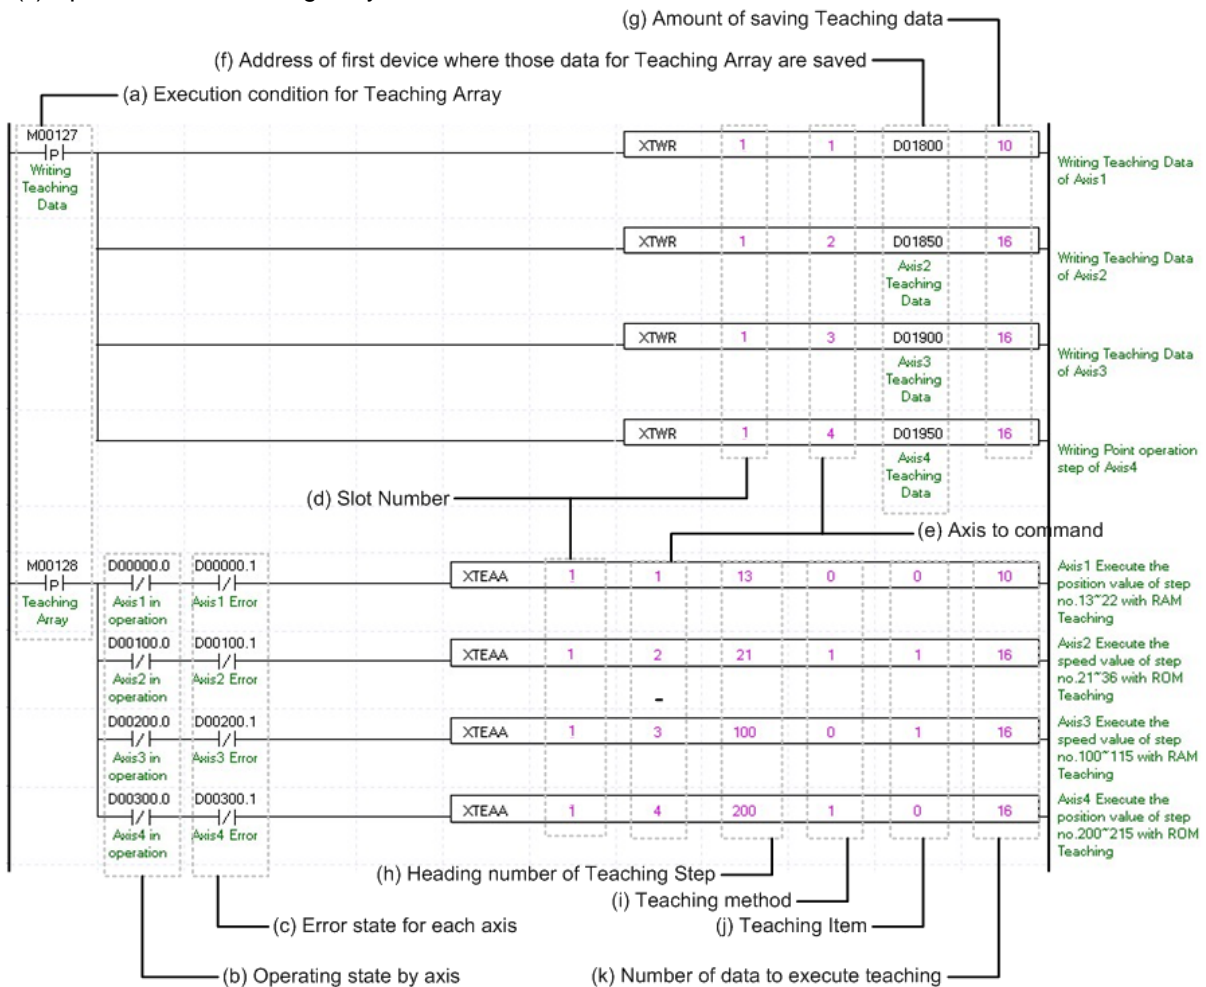 (g) Amount of saving Teaching data
(f) Address of first device where those data for Teaching Array are saved
(a) Execution condition for Teaching Array
M00127
P
Writing
Teaching
Data
XTWR 1 1 D01800 10
Writing Teaching Data
of Axis1
XTWR 1 2 D01850 16
Axis2
Teaching
Data
Writing Teaching Data
of Axis2
XTWR 1 3 D01900 16
Axis3
Teaching
Data
Writing Teaching Data
of Axis3
XTWR 1 4 D01950 16
Axis4
Teaching
Data
Writing Point operation
step of Axis4
(d) Slot Number
(e) Axis to command
M00128
P
Teaching
Array
D00000.0
Axis1 in
operation
D00000.1
Axis1 Error
XTEAA 1 1 13 0 0 10
Axis1 Execute the
position value of step
no.13~22 with RAM
Teaching
D00100.0
Axis2 in
operation
D00100.1
Axis2 Error
XTEAA 1 2 21 1 1 16
Axis2 Execute the
speed value of step
no.21~36 with ROM
Teaching
D00200.0
Axis3 in
operation
D00200.1
Axis3 Error
XTEAA 1 3 100 0 1 16
Axis3 Execute the
speed value of step
no.100~115 with RAM
Teaching
D00300.0
Axis4 in
operation
D00300.1
Axis4 Error
XTEAA 1 4 200 1 0 16
Axis4 Execute the
position value of step
no.200~215 with ROM
Teaching
(h) Heading number of Teaching Step
(i) Teaching method
(c) Error state for each axis
(j) Teaching Item
(b) Operating state by axis
(k) Number of data to execute teaching